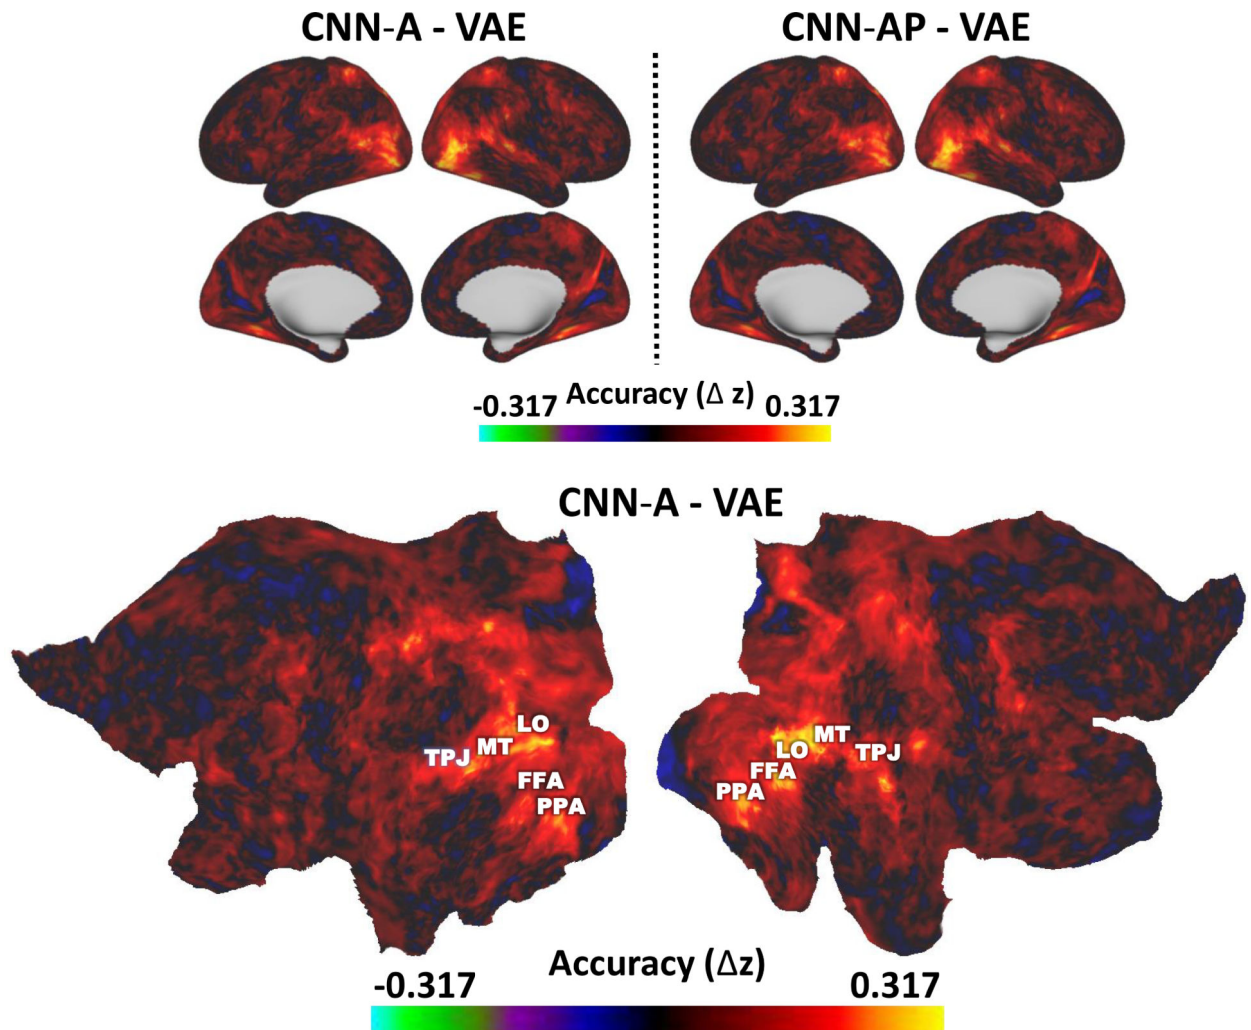 CNN-A - VAE
CNN-AP - VAE
Accuracy (Δ z)
-0.317
0.317
CNN-A - VAE
LO
MT
TPJ
FFA
PPA
MT
LO
TPJ
FFA
PPA
Accuracy (Δz)
-0.317
0.317